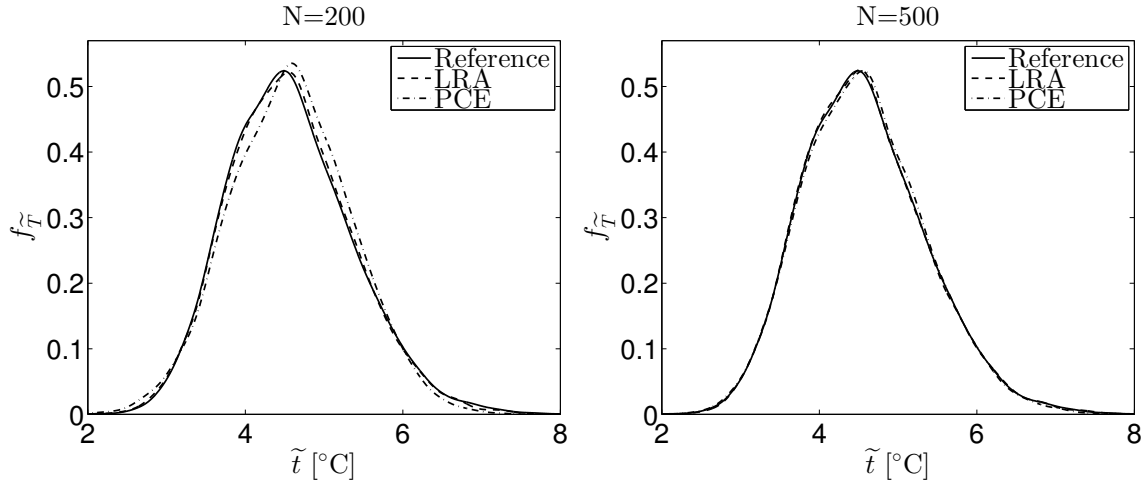 N=200
0.5
0.4
0.3
0.2
0.1
0
2
4
6
8
f_T̃
t̃ [°C]
Reference
LRA
PCE
N=500
0.5
0.4
0.3
0.2
0.1
0
2
4
6
8
f_T̃
t̃ [°C]
Reference
LRA
PCE